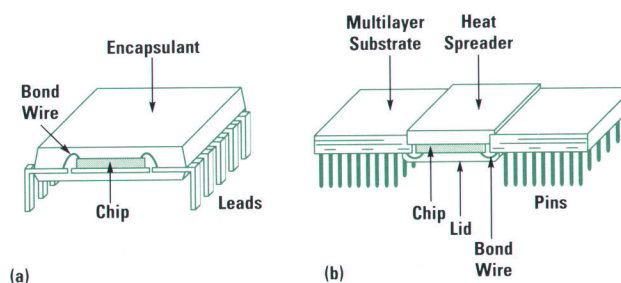 Encapsulant
Bond
Wire
Chip
Leads
(a)
Multilayer
Substrate
Heat
Spreader
Chip
Lid
Bond
Wire
Pins
(b)